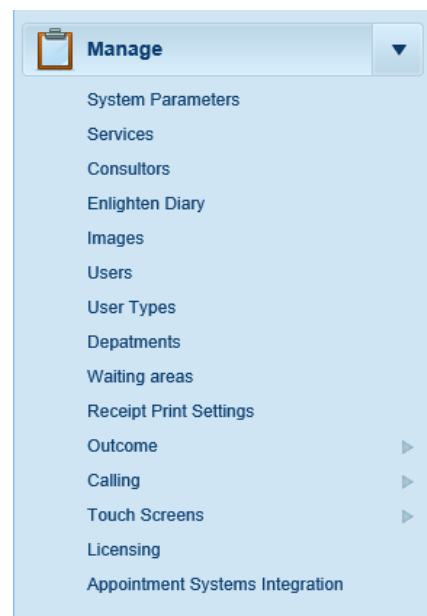 Manage
System Parameters
Services
Consultors
Enlighten Diary
Images
Users
User Types
Depatments
Waiting areas
Receipt Print Settings
Outcome
Calling
Touch Screens
Licensing
Appointment Systems Integration